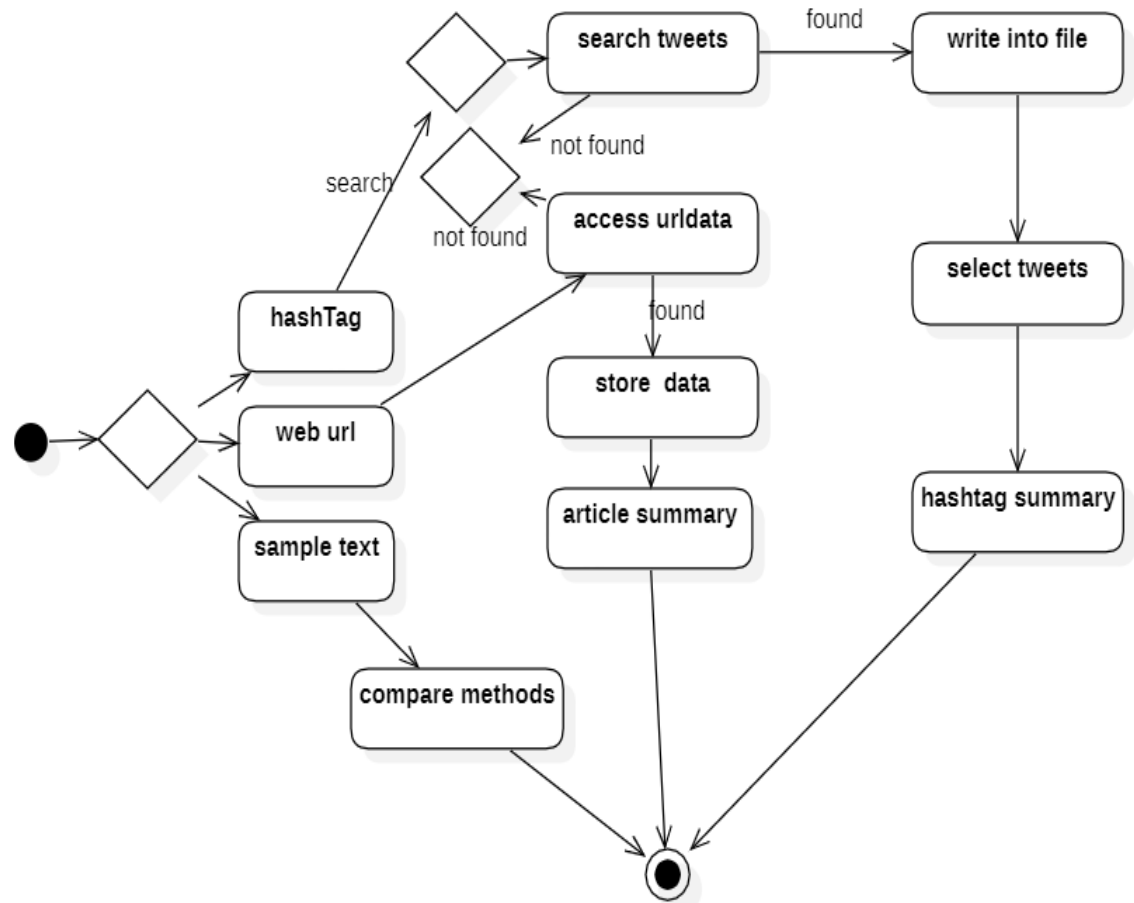 found
search tweets
write into file
not found
search
access urldata
not found
select tweets
hashTag
found
store  data
web url
article summary
hashtag summary
sample text
compare methods